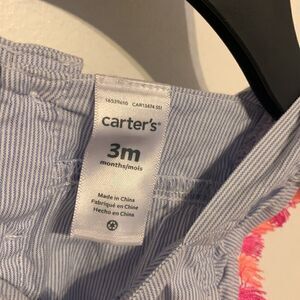 carter's®
3m
months/mois
Made in China
Fabriqué en Chine
Hecho en China